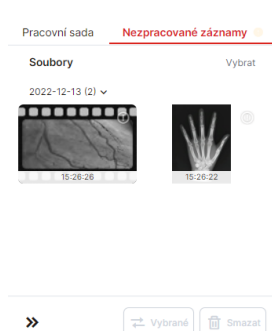 Pracovní sada Nezpracované záznamy
Soubory Vybrat
2022-12-13 (2)
15:26:26 15:26:22
Vybrané Smazat